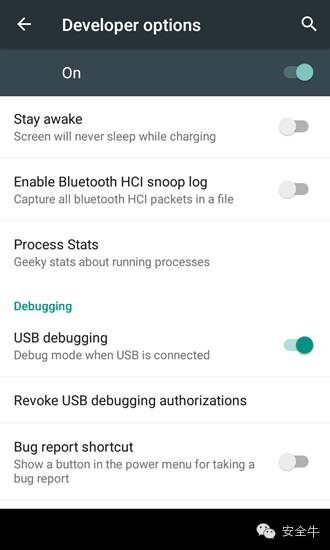 Developer options
On
Stay awake
Screen will never sleep while charging
Enable Bluetooth HCI snoop log
Capture all bluetooth HCI packets in a file
Process Stats
Geeky stats about running processes
Debugging
USB debugging
Debug mode when USB is connected
Revoke USB debugging authorizations
Bug report shortcut
Show a button in the power menu for taking a
bug report
安全牛